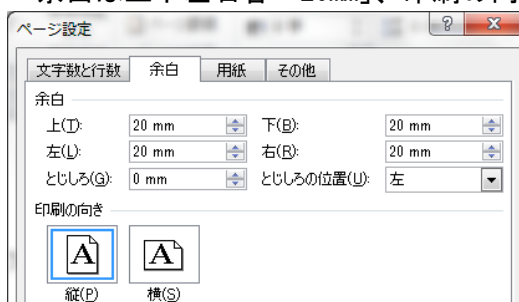 ページ設定
文字数と行数 余白 用紙 その他
余白
上(T): 20 mm 下(B): 20 mm
左(L): 20 mm 右(R): 20 mm
とじしろ(G): 0 mm とじしろの位置(U): 左
印刷の向き
A A
縦(P) 横(S)